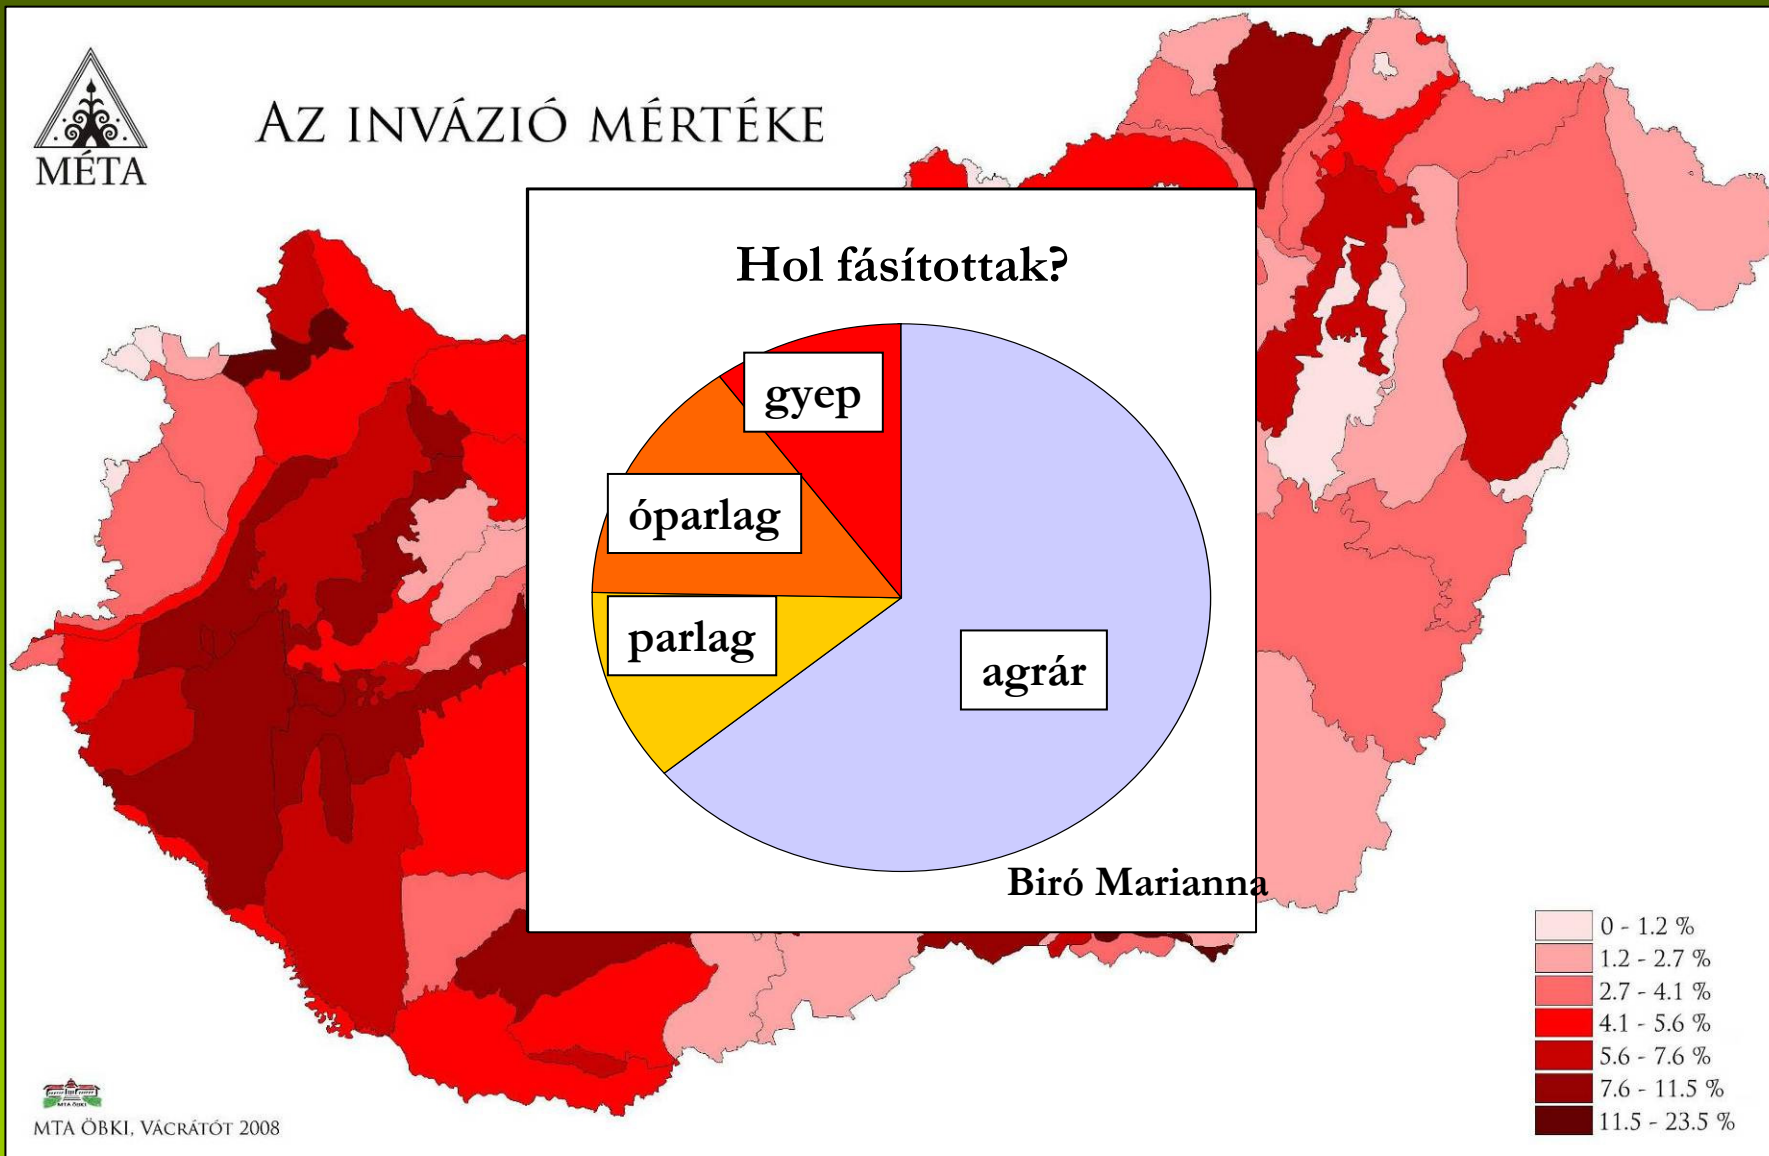 MÉTA
AZ INVÁZIÓ MÉRTÉKE
Hol fásítottak?
gyep
óparlag
parlag
agrár
Biró Marianna
0 - 1.2 %
1.2 - 2.7 %
2.7 - 4.1 %
4.1 - 5.6 %
5.6 - 7.6 %
7.6 - 11.5 %
11.5 - 23.5 %
MTA ÖBKI
MTA ÖBKI, VÁCRÁTÓT 2008